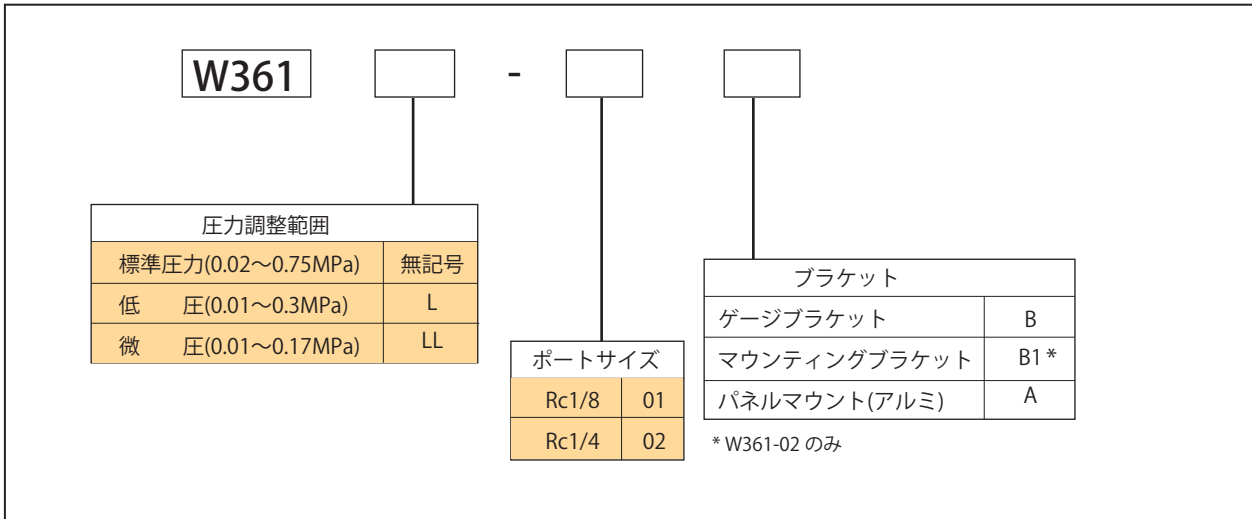 W361 -
圧力調整範囲
標準圧力(0.02〜0.75MPa) 無記号
低 圧(0.01〜0.3MPa) L
微 圧(0.01〜0.17MPa) LL
ポートサイズ
Rc1/8 01
Rc1/4 02
ブラケット
ゲージブラケット B
マウンティングブラケット B1*
パネルマウント(アルミ) A
* W361-02 のみ